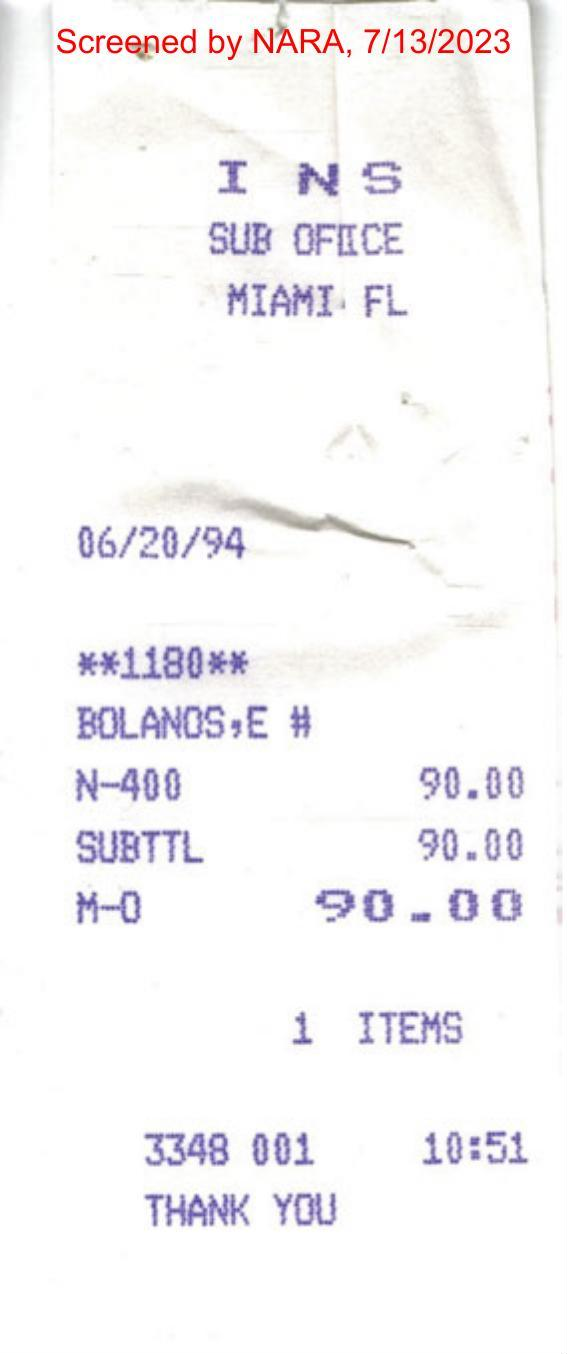 Screened by NARA, 7/13/2023
I N S
SUB OFIICE
MIAMI FL
06/20/94
**1180**
BOLANOS,E #
N-400 90.00
SUBTTL 90.00
M-O 90.00
1 ITEMS
3348 001 10:51
THANK YOU